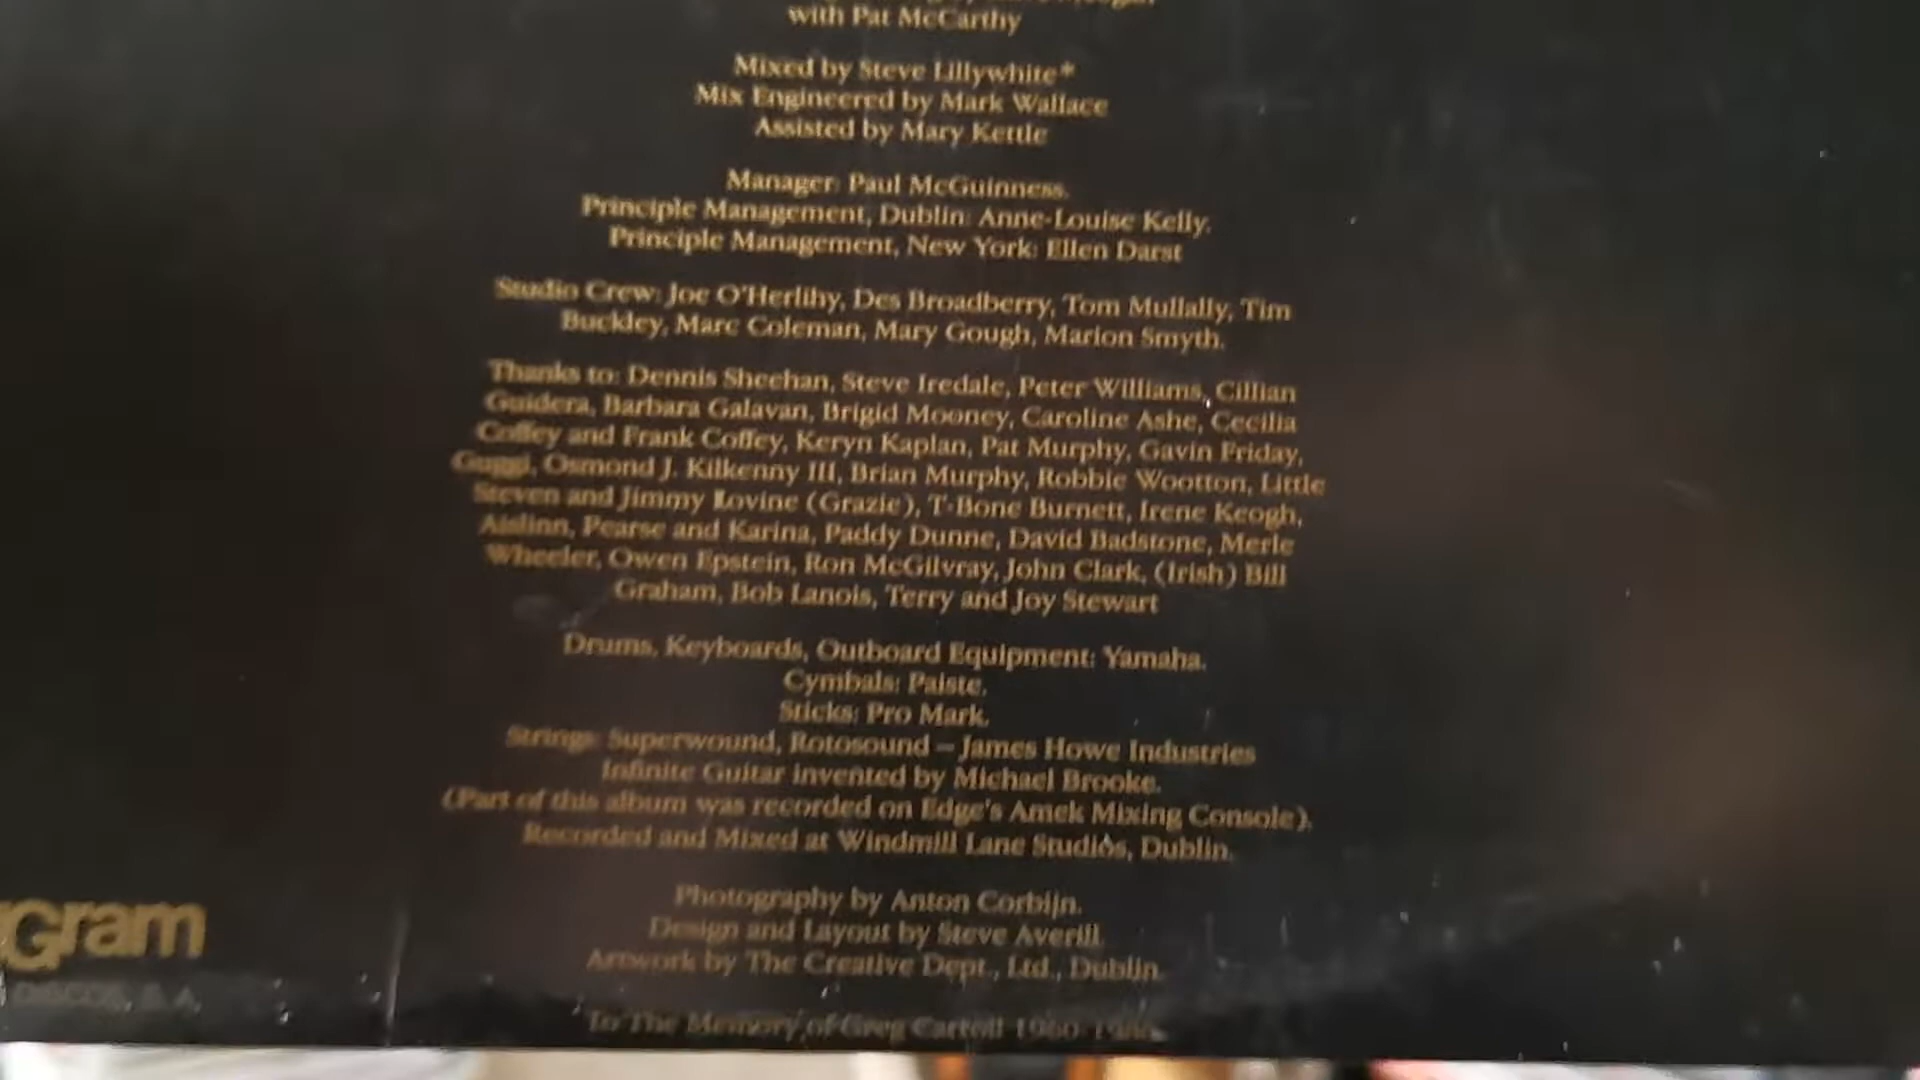 with Pat McCarthy
Mixed by Steve Lillywhite*
Mix Engineered by Mark Wallace
Assisted by Mary Kettle
Manager: Paul McGuinness.
Principle Management, Dublin: Anne-Louise Kelly.
Principle Management, New York: Ellen Darst
Studio Crew: Joe O'Herlihy, Des Broadberry, Tom Mullally, Tim
Buckley, Marc Coleman, Mary Gough, Marion Smyth.
Thanks to: Dennis Sheehan, Steve Iredale, Peter Williams, Cillian
Guidera, Barbara Galavan, Brigid Mooney, Caroline Ashe, Cecilia
Coffey and Frank Coffey, Keryn Kaplan, Pat Murphy, Gavin Friday,
Guggi, Osmond J. Kilkenny III, Brian Murphy, Robbie Wootton, Little
Steven and Jimmy Iovine (Grazie), T-Bone Burnett, Irene Keogh,
Aislinn, Pearse and Karina, Paddy Dunne, David Badstone, Merle
Wheeler, Owen Epstein, Ron McGilvray, John Clark, (Irish) Bill
Graham, Bob Lanois, Terry and Joy Stewart
Drums, Keyboards, Outboard Equipment: Yamaha.
Cymbals: Paiste.
Sticks: Pro Mark.
Strings: Superwound, Rotosound – James Howe Industries
Infinite Guitar invented by Michael Brooke.
(Part of this album was recorded on Edge's Amek Mixing Console).
Recorded and Mixed at Windmill Lane Studios, Dublin.
Photography by Anton Corbijn.
Design and Layout by Steve Averill.
Artwork by The Creative Dept., Ltd., Dublin.
Gram
DISCOS, S.A.
To The Memory of Greg Carroll 1960-1986